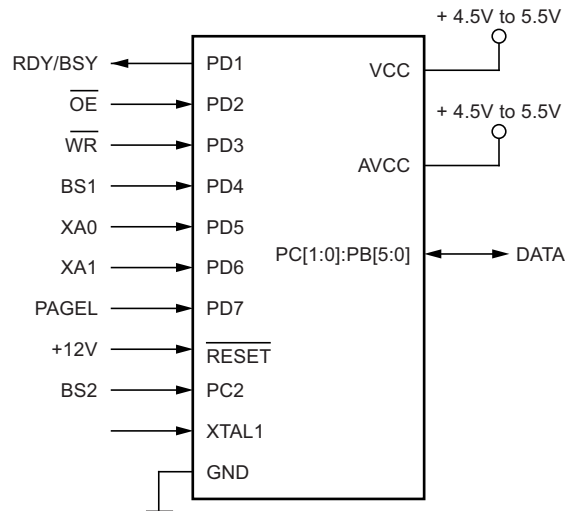 + 4.5V to 5.5V
RDY/BSY PD1 VCC
OE PD2
+ 4.5V to 5.5V
WR PD3
AVCC
BS1 PD4
XA0 PD5
PC[1:0]:PB[5:0] DATA
XA1 PD6
PAGEL PD7
+12V RESET
BS2 PC2
XTAL1
GND